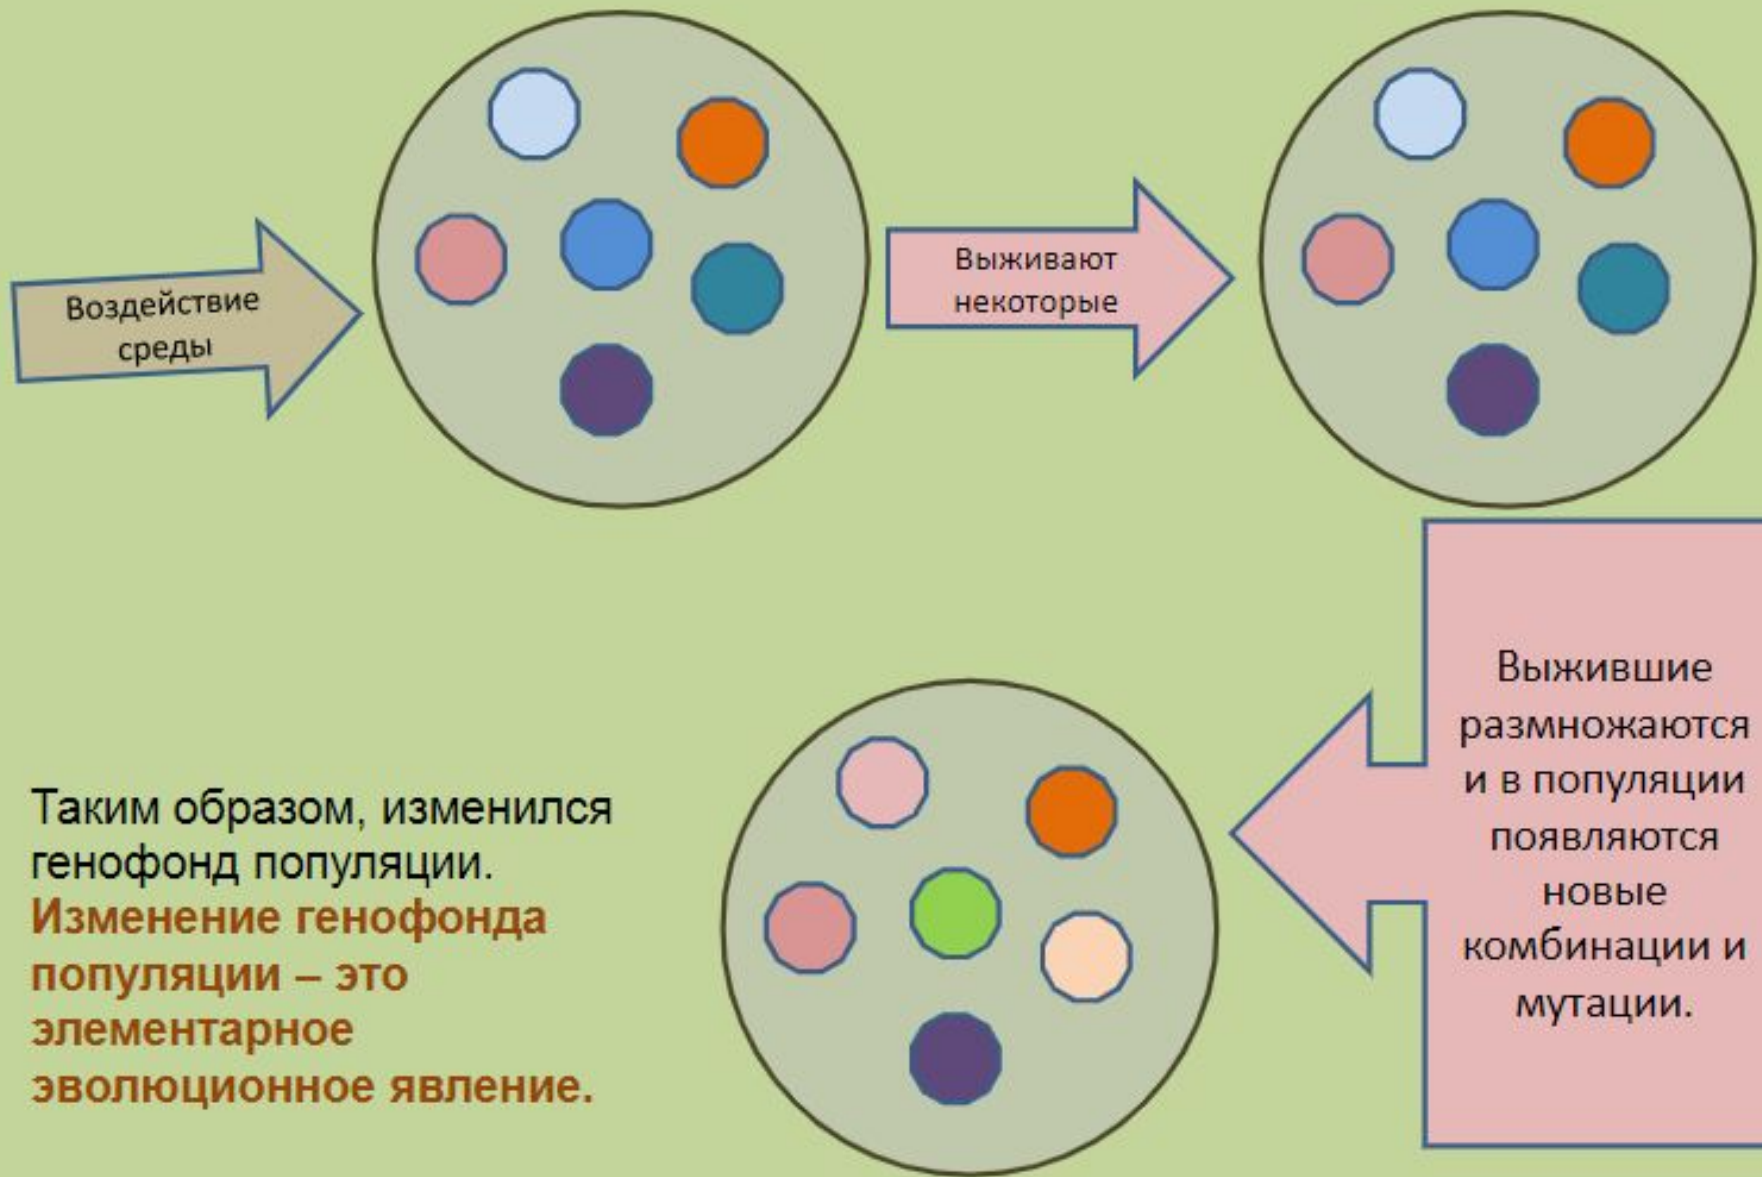 Воздействие
среды
Выживают
некоторые
Выжившие
размножаются
и в популяции
появляются
новые
комбинации и
мутации.
Таким образом, изменился
генофонд популяции.
Изменение генофонда
популяции – это
элементарное
эволюционное явление.